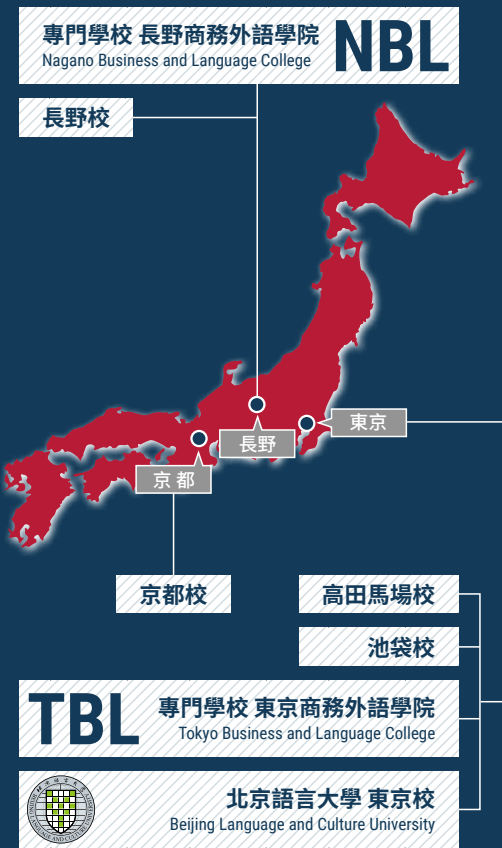 專門學校 長野商務外語學院
Nagano Business and Language College
NBL
長野校
東京
長野
京都
京都校
高田馬場校
池袋校
TBL
專門學校 東京商務外語學院
Tokyo Business and Language College
北京語言大學 東京校
Beijing Language and Culture University